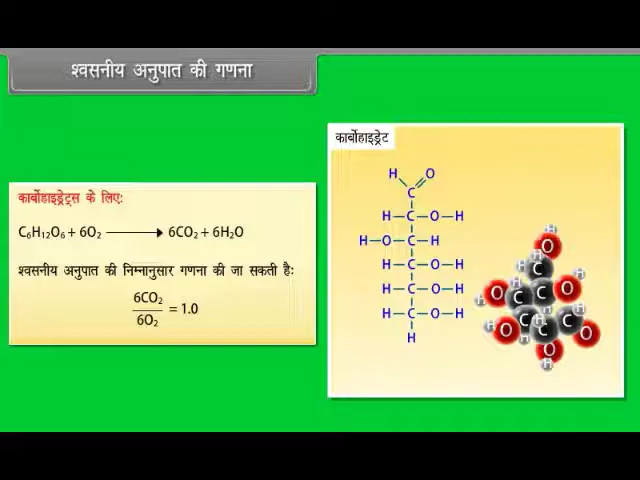 श्वसनीय अनुपात की गणना
कार्बोहाइड्रेट्स के लिए:
C₆H₁₂O₆ + 6O₂ ⟶ 6CO₂ + 6H₂O
श्वसनीय अनुपात की निम्नानुसार गणना की जा सकती है:
6CO₂
6O₂
= 1.0
कार्बोहाइड्रेट
H O
C
H C O H
H O C H
H C O H
H C O H
H C O H
H
H
O
H
H C
H
O C C O
H
H
H C H C H
O C O
H
O
H